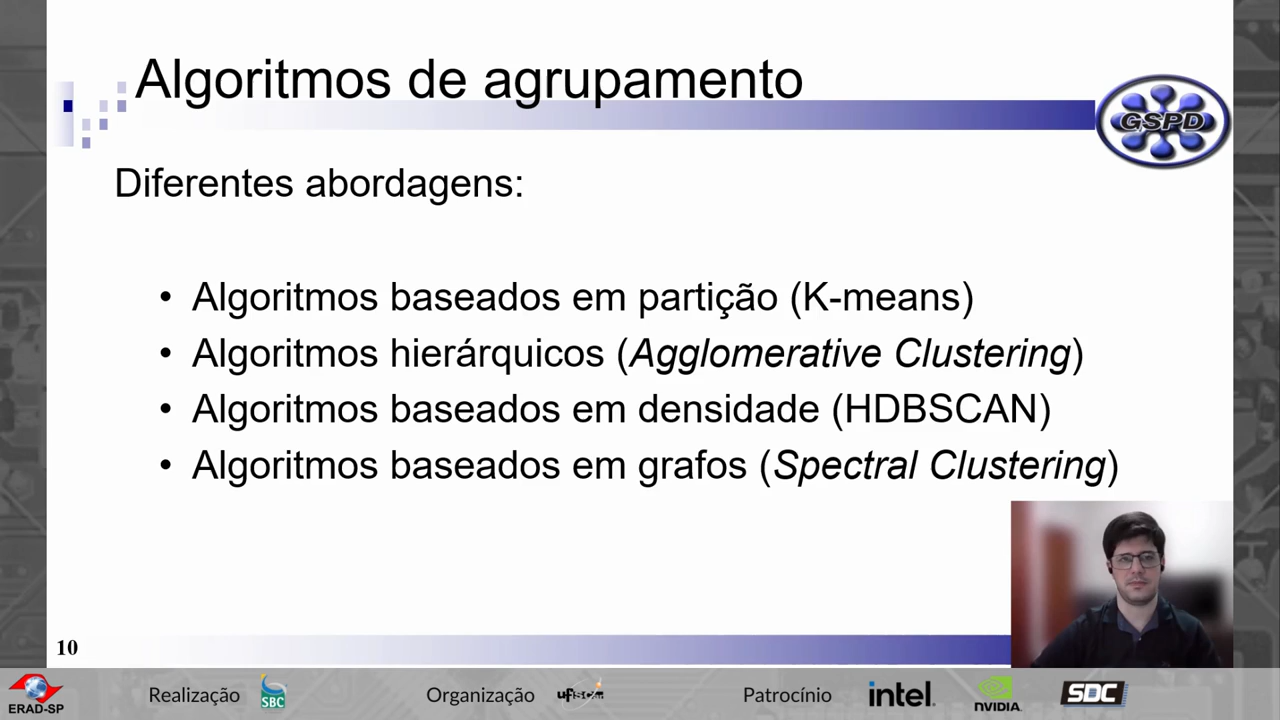 Algoritmos de agrupamento
GSPD
Diferentes abordagens:
• Algoritmos baseados em partição (K-means)
• Algoritmos hierárquicos (Agglomerative Clustering)
• Algoritmos baseados em densidade (HDBSCAN)
• Algoritmos baseados em grafos (Spectral Clustering)
10
ERAD-SP
Realização
SBC
Organização
ufscar
Patrocínio
intel.
NVIDIA
SDC